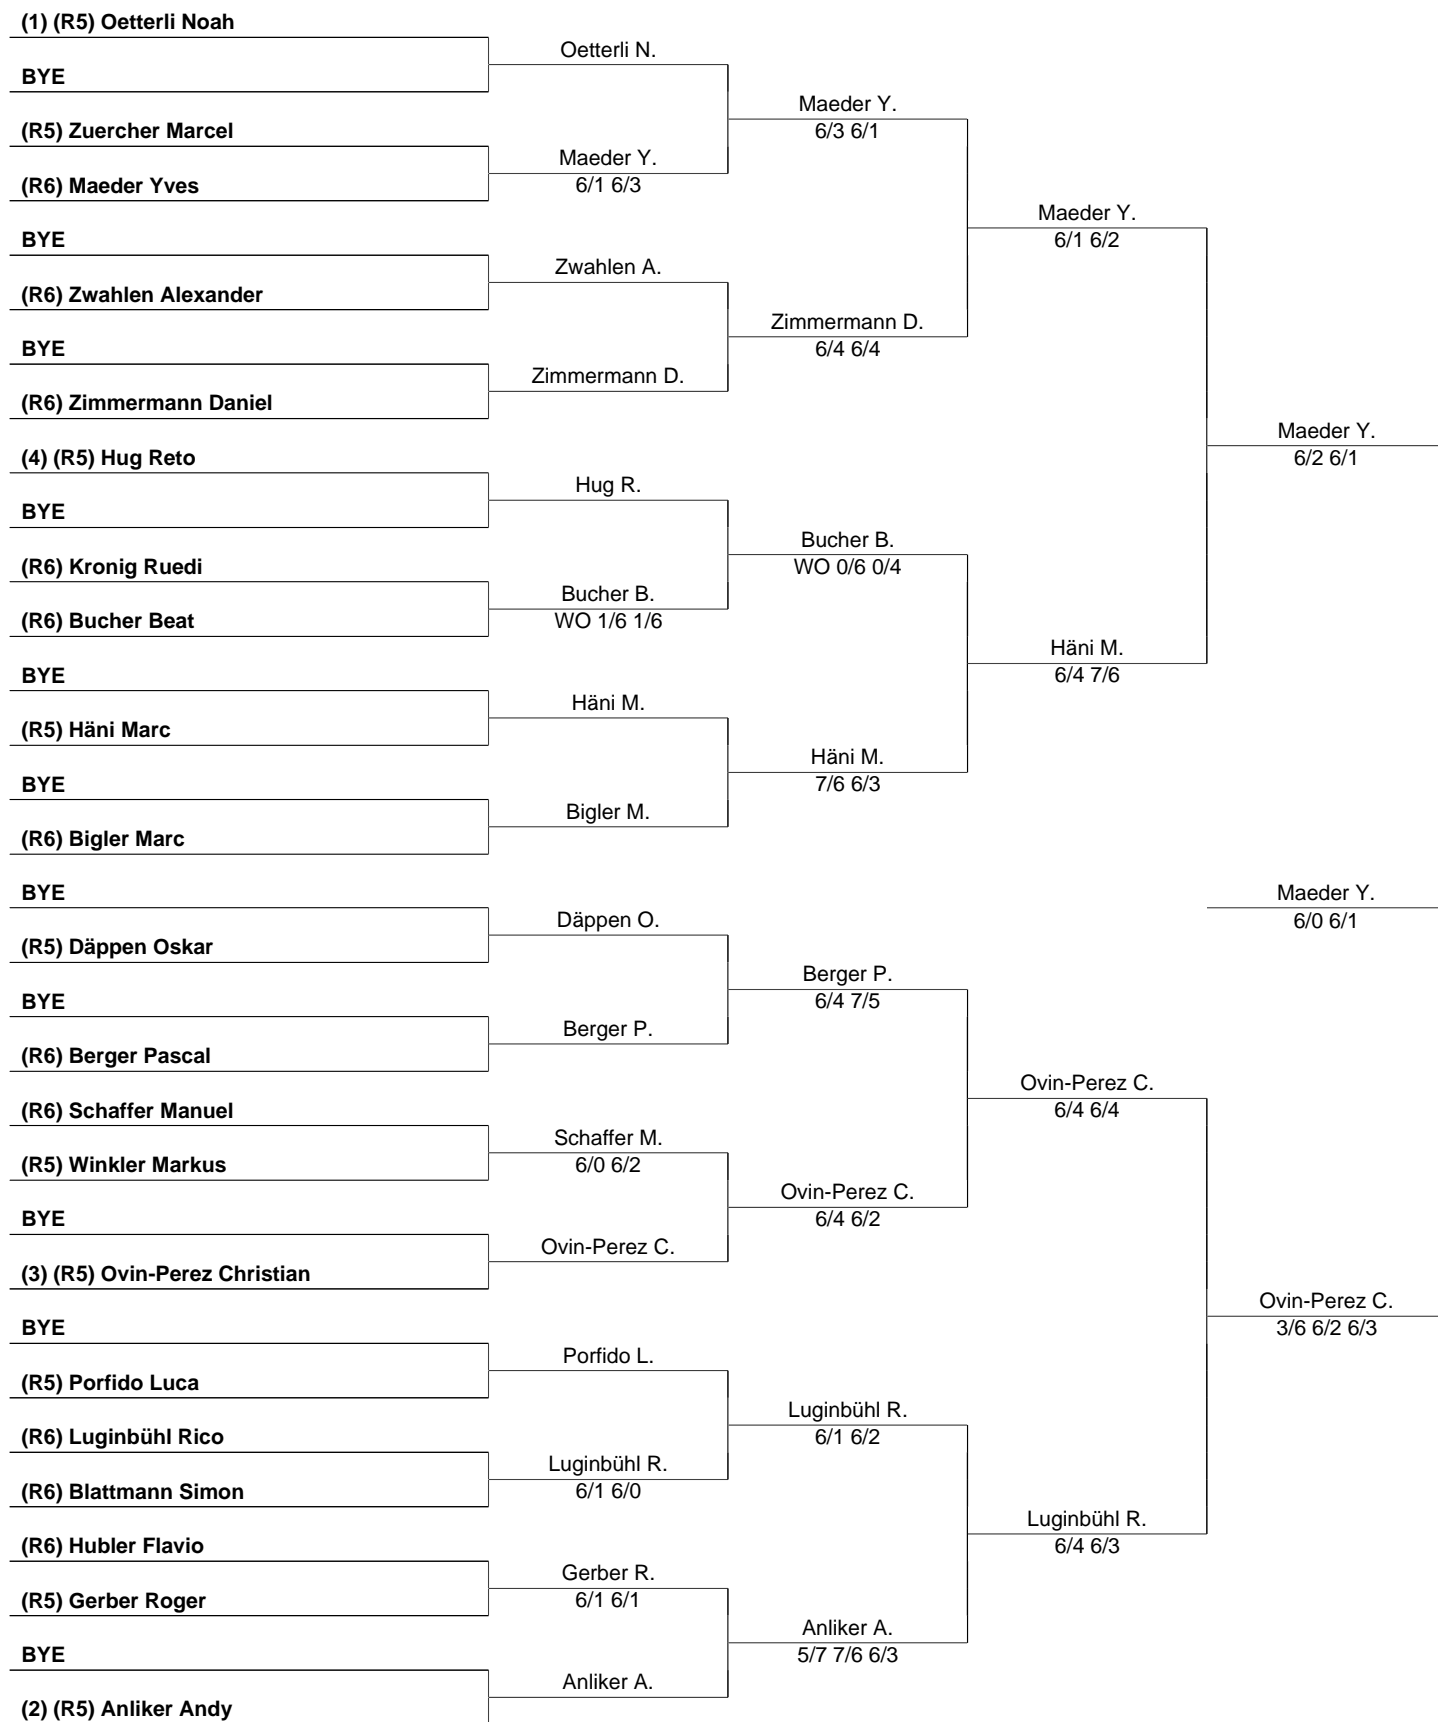 (1) (R5) Oetterli Noah
BYE
(R5) Zuercher Marcel
(R6) Maeder Yves
BYE
(R6) Zwahlen Alexander
BYE
(R6) Zimmermann Daniel
(4) (R5) Hug Reto
BYE
(R6) Kronig Ruedi
(R6) Bucher Beat
BYE
(R5) Häni Marc
BYE
(R6) Bigler Marc
BYE
(R5) Däppen Oskar
BYE
(R6) Berger Pascal
(R6) Schaffer Manuel
(R5) Winkler Markus
BYE
(3) (R5) Ovin-Perez Christian
BYE
(R5) Porfido Luca
(R6) Luginbühl Rico
(R6) Blattmann Simon
(R6) Hubler Flavio
(R5) Gerber Roger
BYE
(2) (R5) Anliker Andy
Oetterli N.
Maeder Y.
6/1 6/3
Zwahlen A.
Zimmermann D.
Hug R.
Bucher B.
WO 1/6 1/6
Häni M.
Bigler M.
Däppen O.
Berger P.
Schaffer M.
6/0 6/2
Ovin-Perez C.
Porfido L.
Luginbühl R.
6/1 6/0
Gerber R.
6/1 6/1
Anliker A.
Maeder Y.
6/3 6/1
Zimmermann D.
6/4 6/4
Bucher B.
WO 0/6 0/4
Häni M.
7/6 6/3
Berger P.
6/4 7/5
Ovin-Perez C.
6/4 6/2
Luginbühl R.
6/1 6/2
Anliker A.
5/7 7/6 6/3
Maeder Y.
6/1 6/2
Häni M.
6/4 7/6
Ovin-Perez C.
6/4 6/4
Luginbühl R.
6/4 6/3
Maeder Y.
6/2 6/1
Maeder Y.
6/0 6/1
Ovin-Perez C.
3/6 6/2 6/3